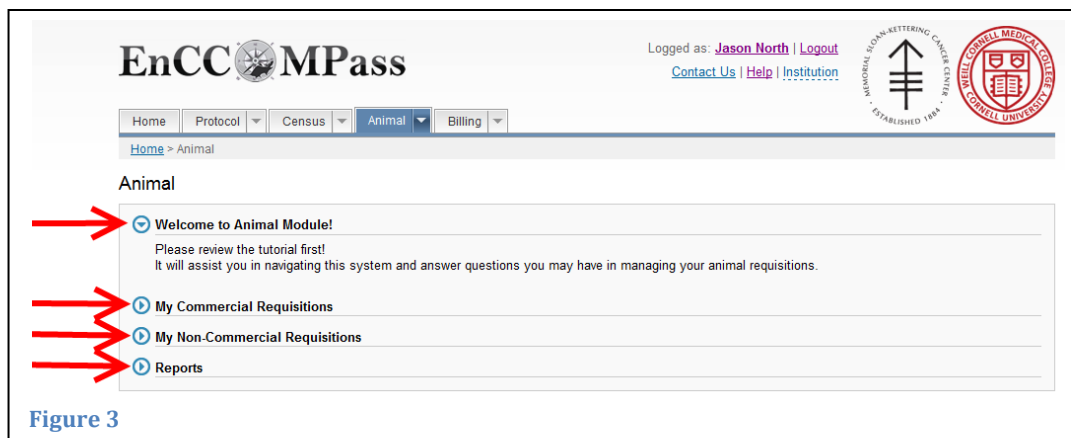 EnCCOMPass
Logged as: Jason North | Logout
Contact Us | Help | Institution
MEMORIAL SLOAN-KETTERING CANCER CENTER
ESTABLISHED 1884
WEILL CORNELL MEDICAL COLLEGE
CORNELL UNIVERSITY
Home Protocol Census Animal Billing
Home > Animal
Animal
Welcome to Animal Module!
Please review the tutorial first!
It will assist you in navigating this system and answer questions you may have in managing your animal requisitions.
My Commercial Requisitions
My Non-Commercial Requisitions
Reports
Figure 3